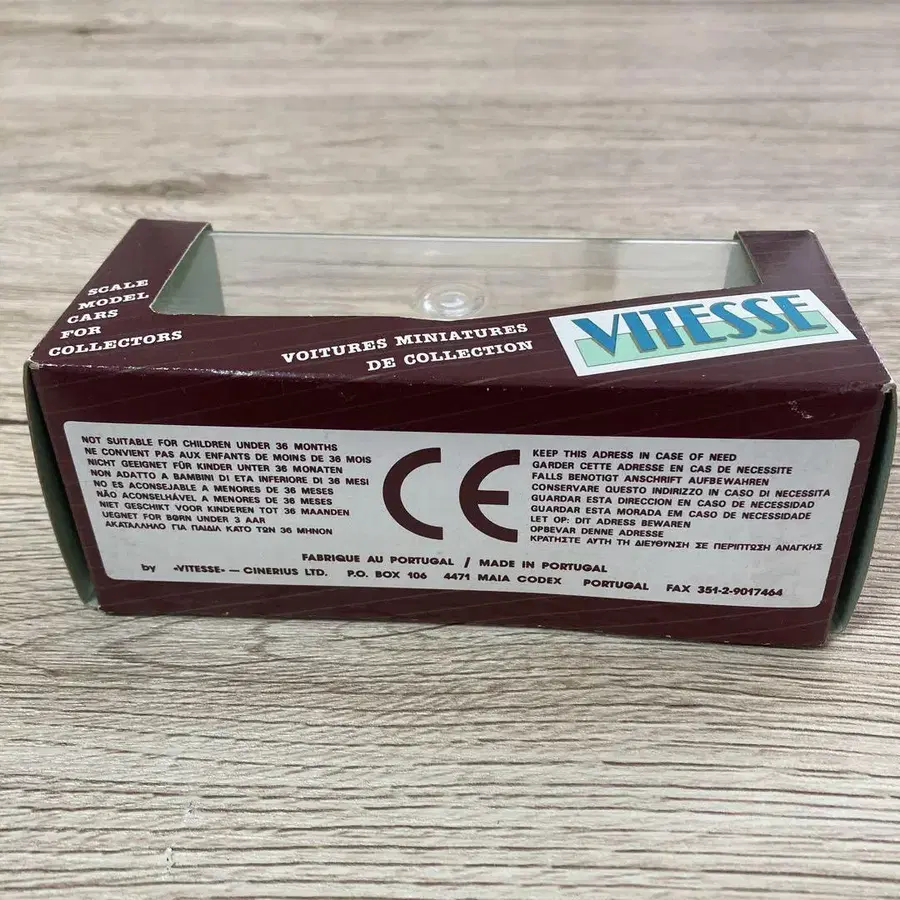 SCALE
MODEL
CARS
FOR
COLLECTORS
VOITURES MINIATURES
DE COLLECTION
VITESSE
NOT SUITABLE FOR CHILDREN UNDER 36 MONTHS
NE CONVIENT PAS AUX ENFANTS DE MOINS DE 36 MOIS
NICHT GEEIGNET FÜR KINDER UNTER 36 MONATEN
NON ADATTO A BAMBINI DI ETA INFERIORE DI 36 MESI
NO ES ACONSEJABLE A MENORES DE 36 MESES
NÃO ACONSELHÁVEL A MENORES DE 36 MESES
NIET GESCHIKT VOOR KINDEREN TOT 36 MAANDEN
UEGNET FOR BØRN UNDER 3 AAR
ΑΚΑΤΑΛΛΗΛΟ ΓΙΑ ΠΑΙΔΙΑ ΚΑΤΩ ΤΩΝ 36 ΜΗΝΟΝ
CE
KEEP THIS ADRESS IN CASE OF NEED
GARDER CETTE ADRESSE EN CAS DE NECESSITE
FALLS BENOTIGT ANSCHRIFT AUFBEWAHREN
CONSERVARE QUESTO INDIRIZZO IN CASO DI NECESSITA
GUARDAR ESTA DIRECCION EN CASO DE NECESSIDAD
GUARDAR ESTA MORADA EM CASO DE NECESSIDADE
LET OP: DIT ADRESS BEWAREN
OPBEVAR DENNE ADRESSE
ΚΡΑΤΗΣΤΕ ΑΥΤΗ ΤΗ ΔΙΕΥΘΥΝΣΗ ΣΕ ΠΕΡΙΠΤΩΣΗ ΑΝΑΓΚΗΣ
FABRIQUE AU PORTUGAL / MADE IN PORTUGAL
by «VITESSE» — CINERIUS LTD. P.O. BOX 106 4471 MAIA CODEX PORTUGAL FAX 351-2-9017464